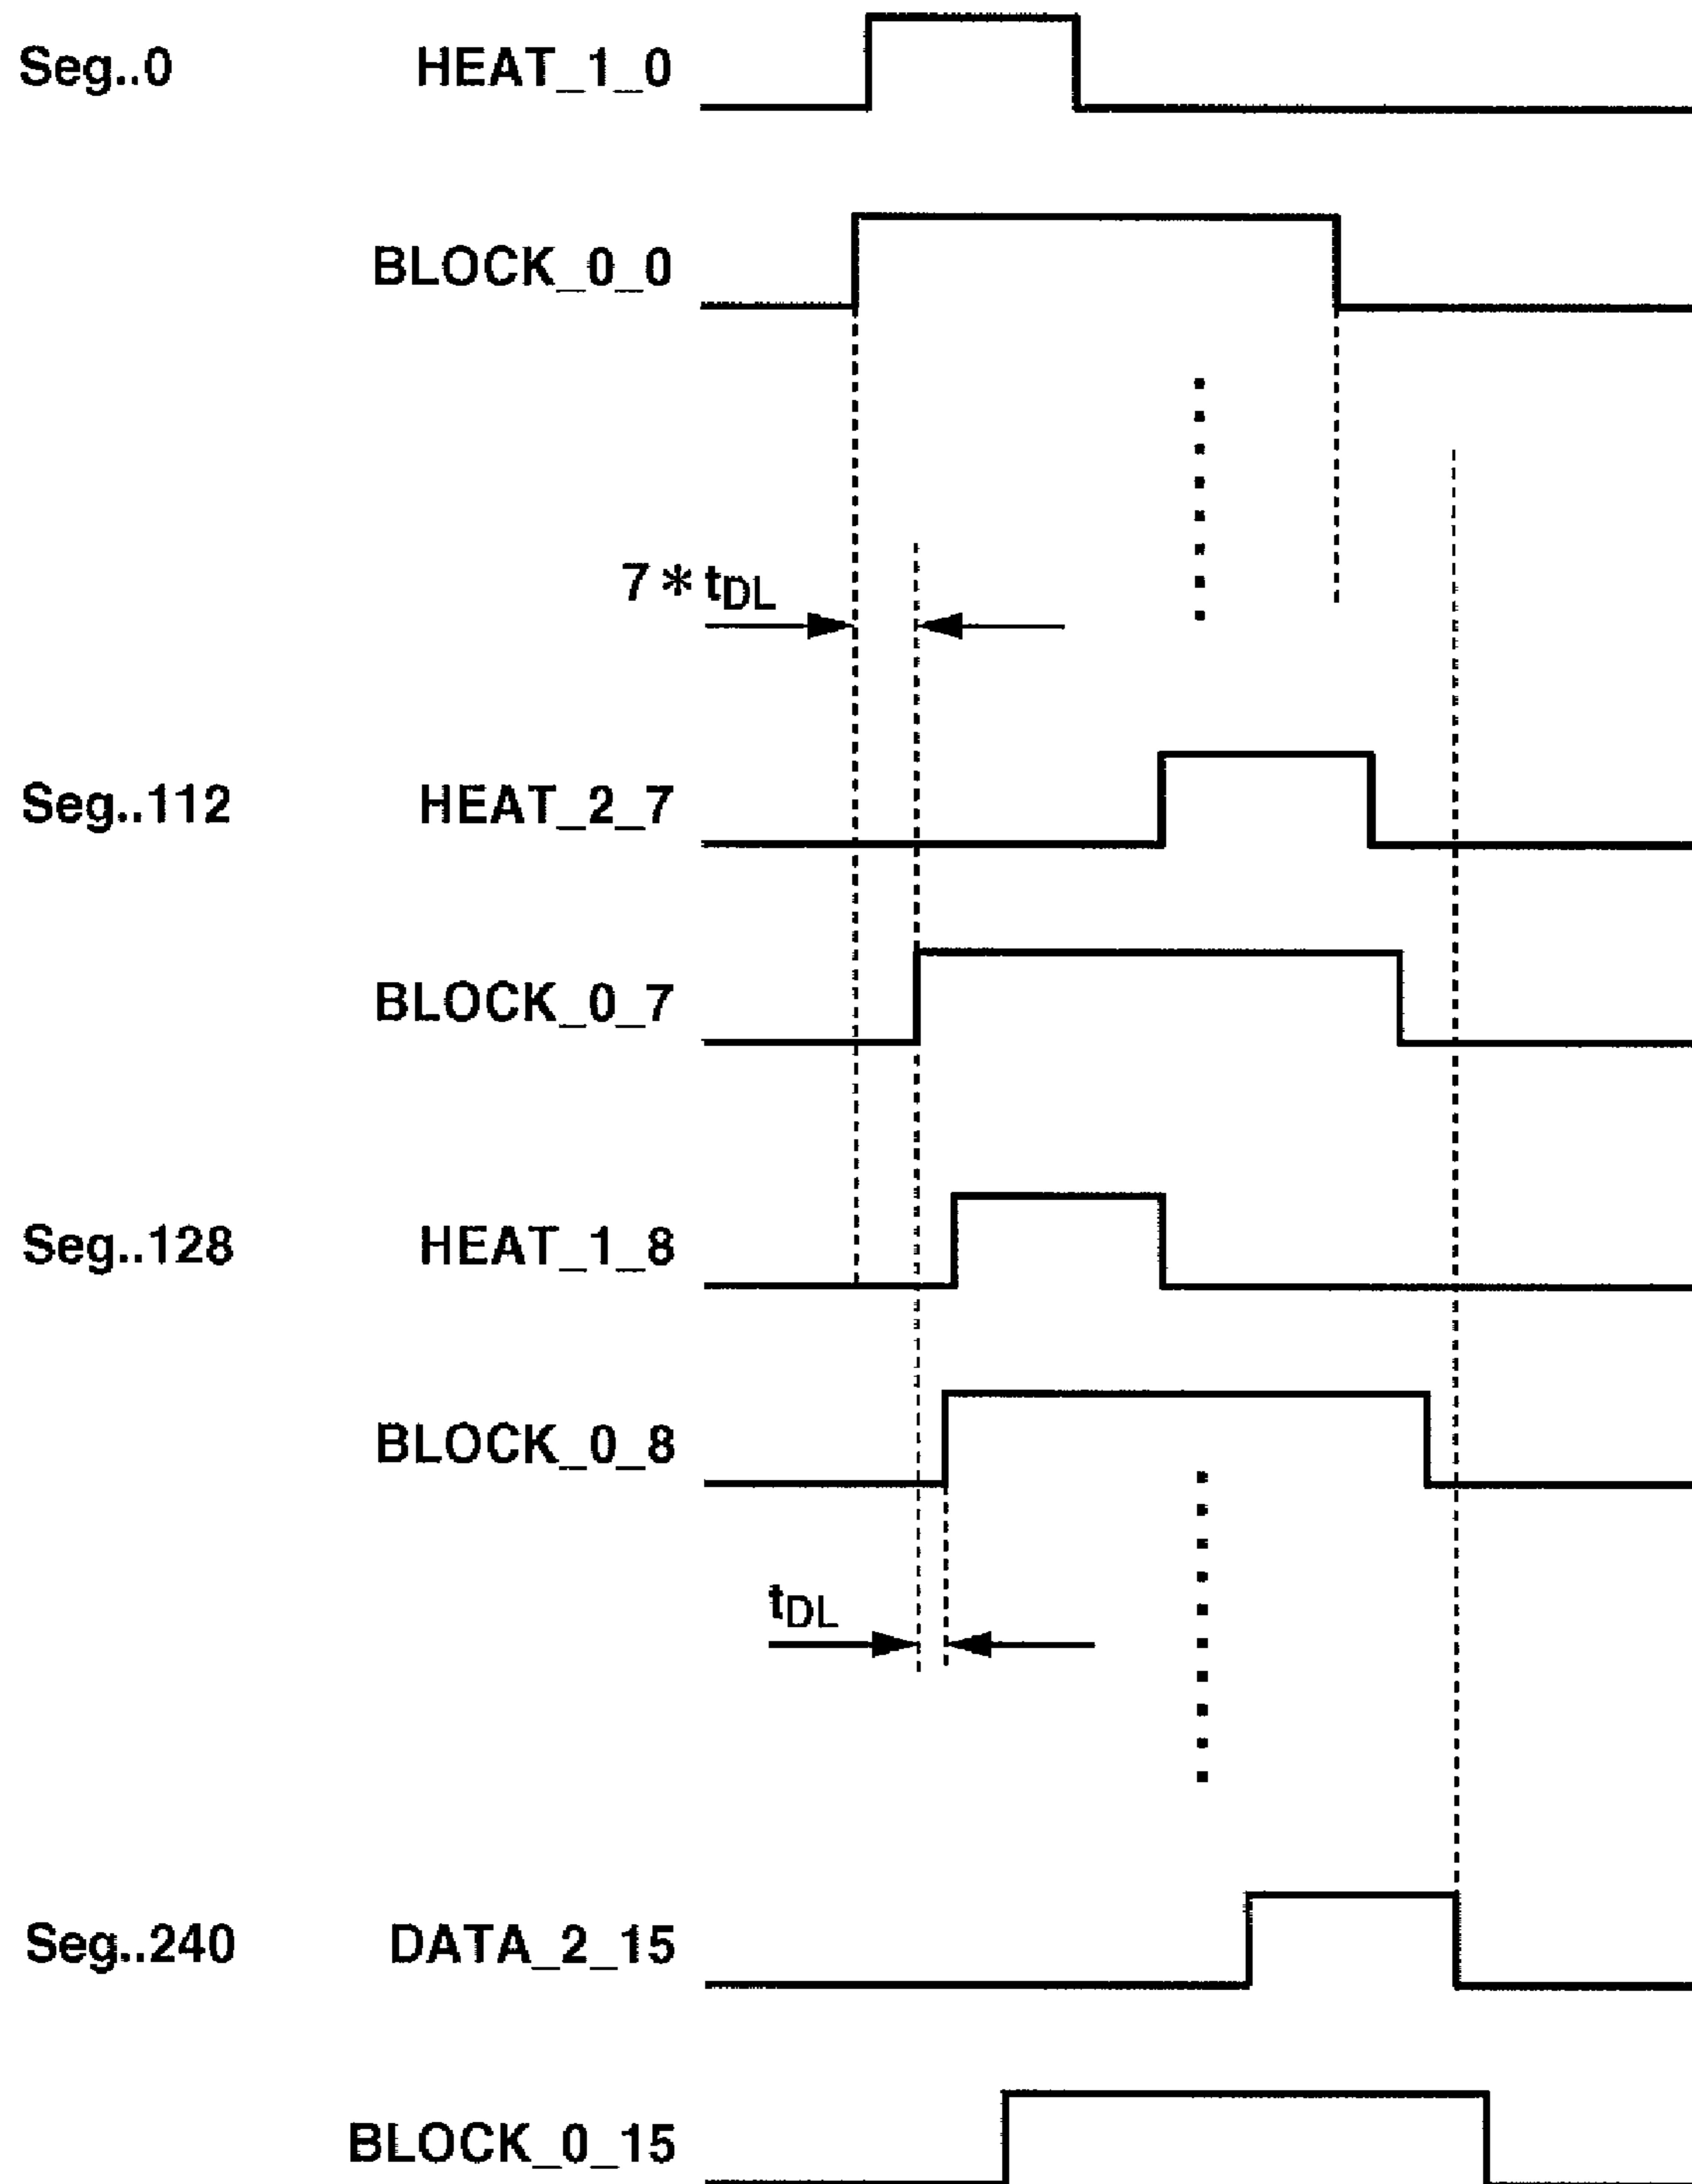 Seg..0 HEAT_1_0
BLOCK_0_0
7*tDL
Seg..112 HEAT_2_7
BLOCK_0_7
Seg..128 HEAT_1_8
BLOCK_0_8
tDL
Seg..240 DATA_2_15
BLOCK_0_15